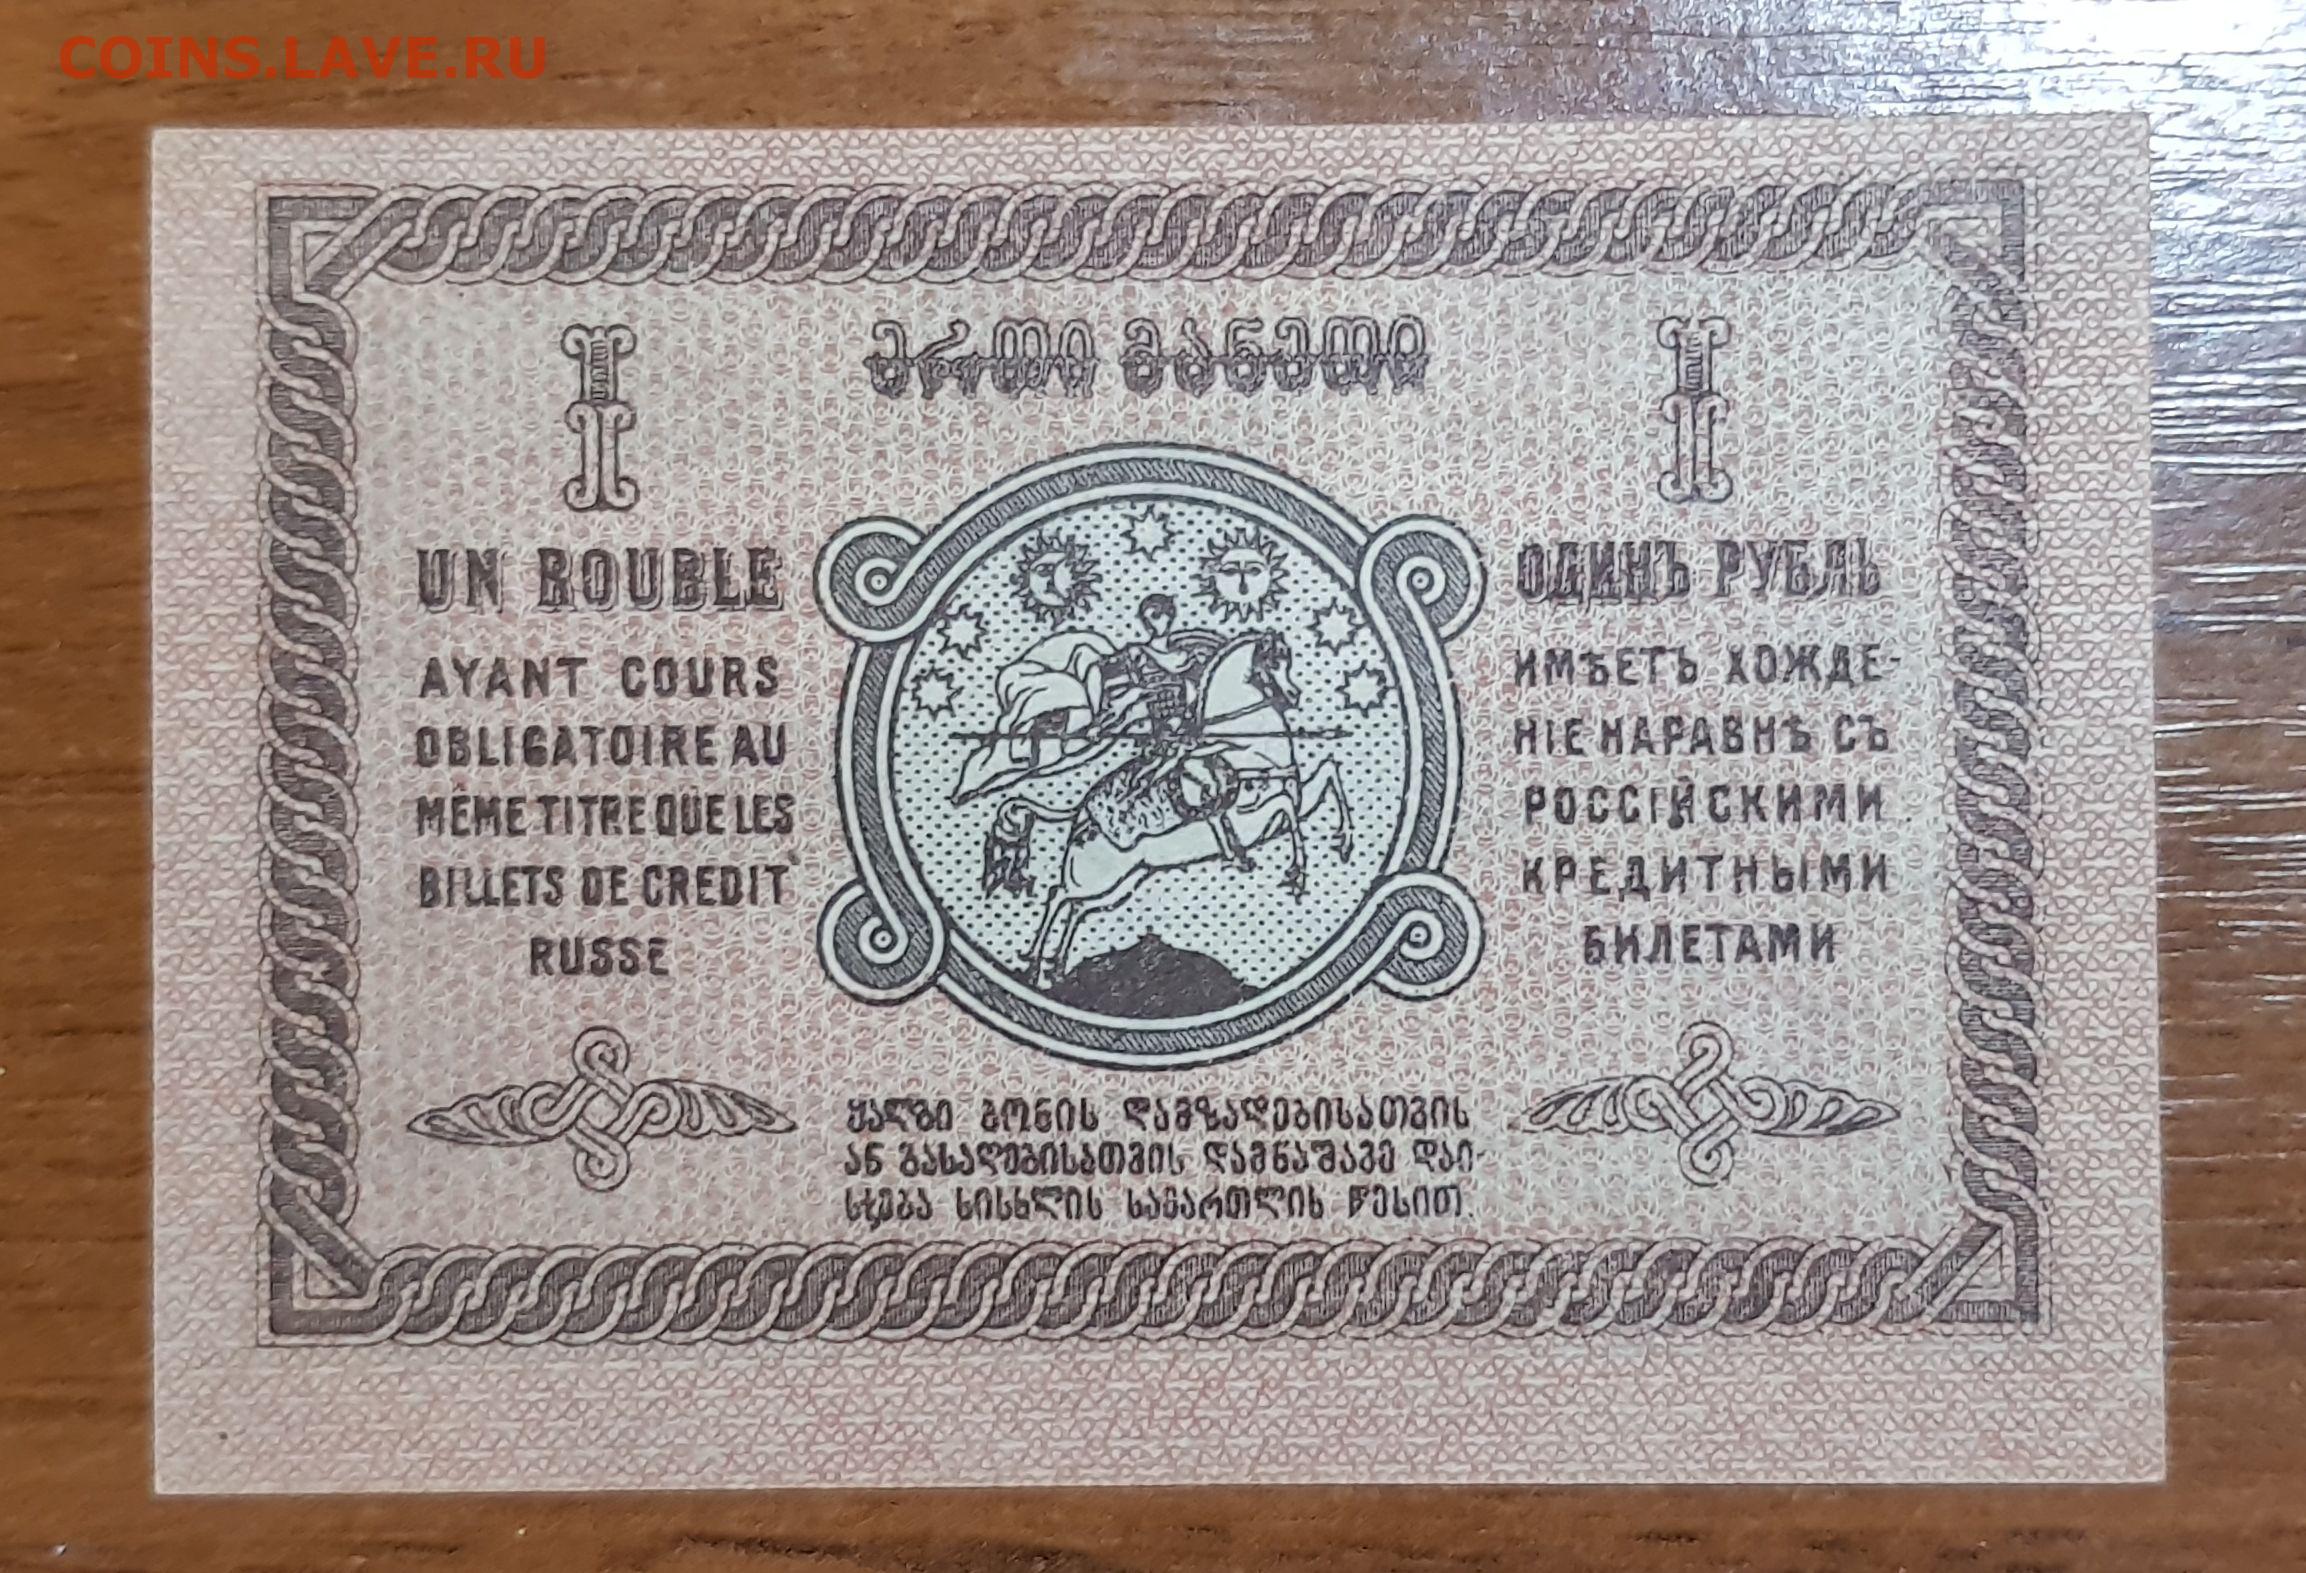 COINS.LAVE.RU
1
ერთი მანეთი
1
UN ROUBLE
AYANT COURS
OBLIGATOIRE AU
MÊME TITRE QUE LES
BILLETS DE CREDIT
RUSSE
ОДИНЪ РУБЛЬ
ИМѢЕТЪ ХОЖДЕ-
НІЕ НАРАВНѢ СЪ
РОССІЙСКИМИ
КРЕДИТНЫМИ
БИЛЕТАМИ
ყალბი ბონის დამზადებისათვის
ან გასაღებისათვის დამნაშავე დაი-
სჯება სისხლის სამართლის წესით.